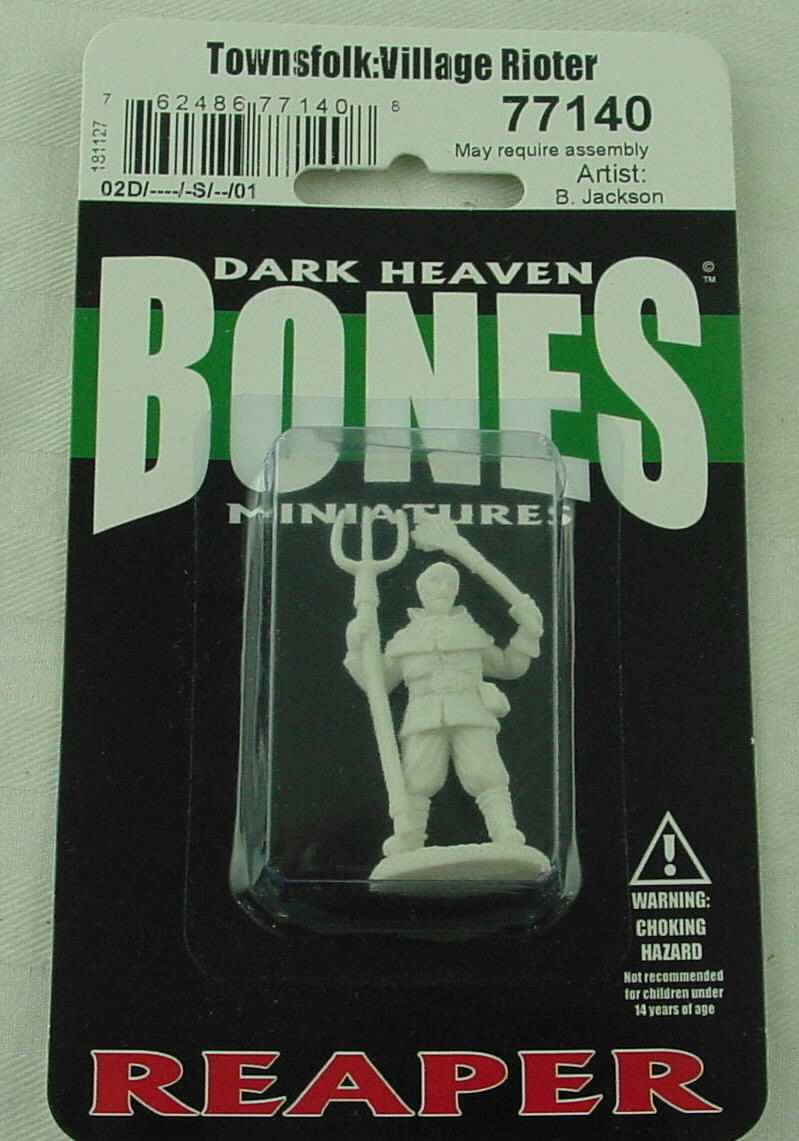 Townsfolk:Village Rioter
7 62486 77140 8
181127
02D/----/-S/--/01
77140
May require assembly
Artist:
B. Jackson
DARK HEAVEN
BONES
©
™
MINIATURES
WARNING:
CHOKING
HAZARD
Not recommended
for children under
14 years of age
REAPER